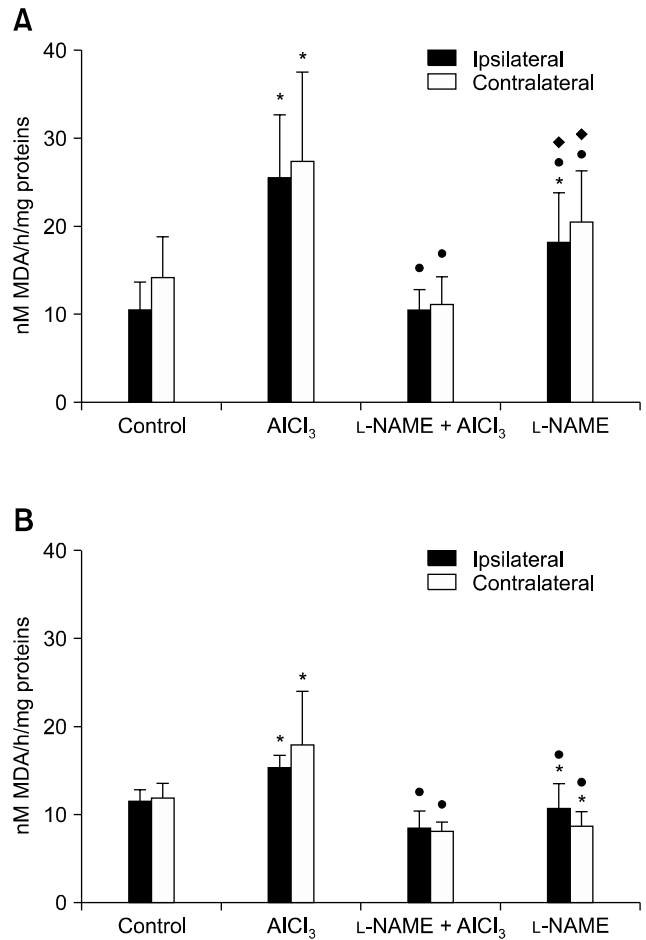 A
40
30
20
10
0
nM MDA/h/mg proteins
Ipsilateral
Contralateral
* * ● ● ◆ ● * ◆ ●
Control AlCl₃ ʟ-NAME + AlCl₃ ʟ-NAME
B
40
30
20
10
0
nM MDA/h/mg proteins
Ipsilateral
Contralateral
* * ● ● ● * ● *
Control AlCl₃ ʟ-NAME + AlCl₃ ʟ-NAME